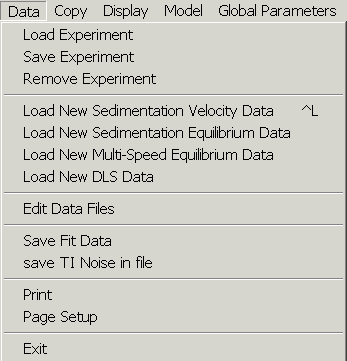 Data Copy Display Model Global Parameters
Load Experiment
Save Experiment
Remove Experiment
Load New Sedimentation Velocity Data ^L
Load New Sedimentation Equilibrium Data
Load New Multi-Speed Equilibrium Data
Load New DLS Data
Edit Data Files
Save Fit Data
save TI Noise in file
Print
Page Setup
Exit